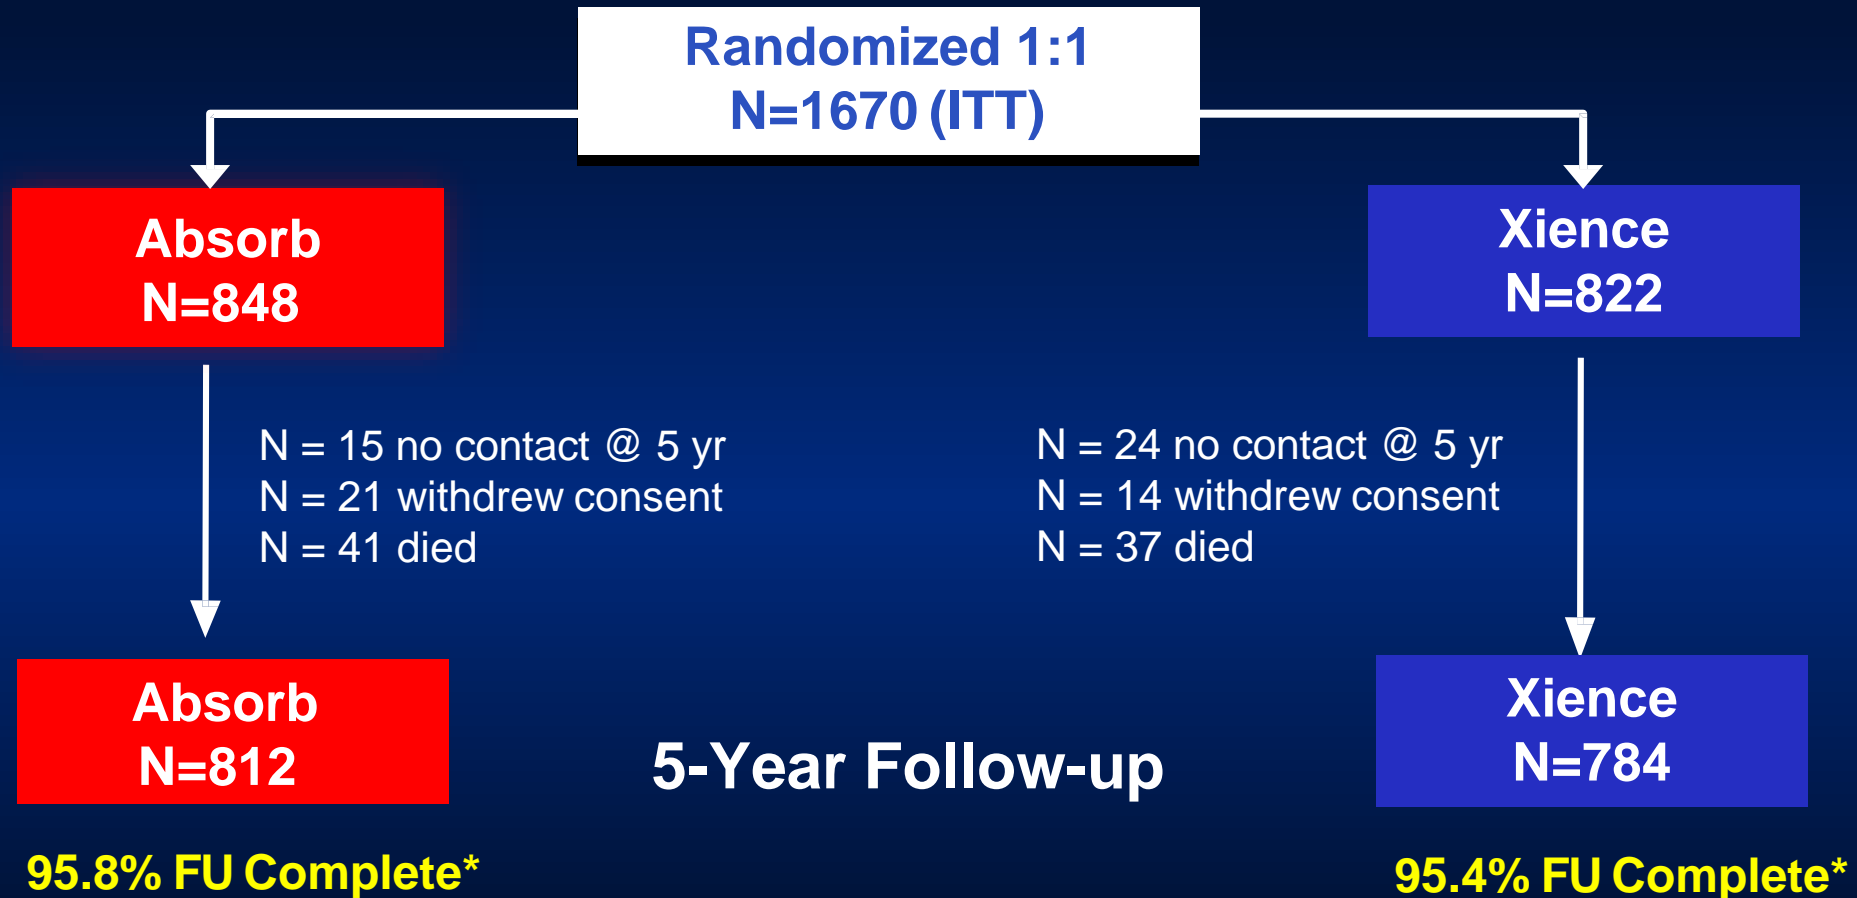 Randomized 1:1
N=1670 (ITT)
Absorb
N=848
Xience
N=822
N = 15 no contact @ 5 yr
N = 21 withdrew consent
N = 41 died
N = 24 no contact @ 5 yr
N = 14 withdrew consent
N = 37 died
Absorb
N=812
5-Year Follow-up
Xience
N=784
95.8% FU Complete*
95.4% FU Complete*